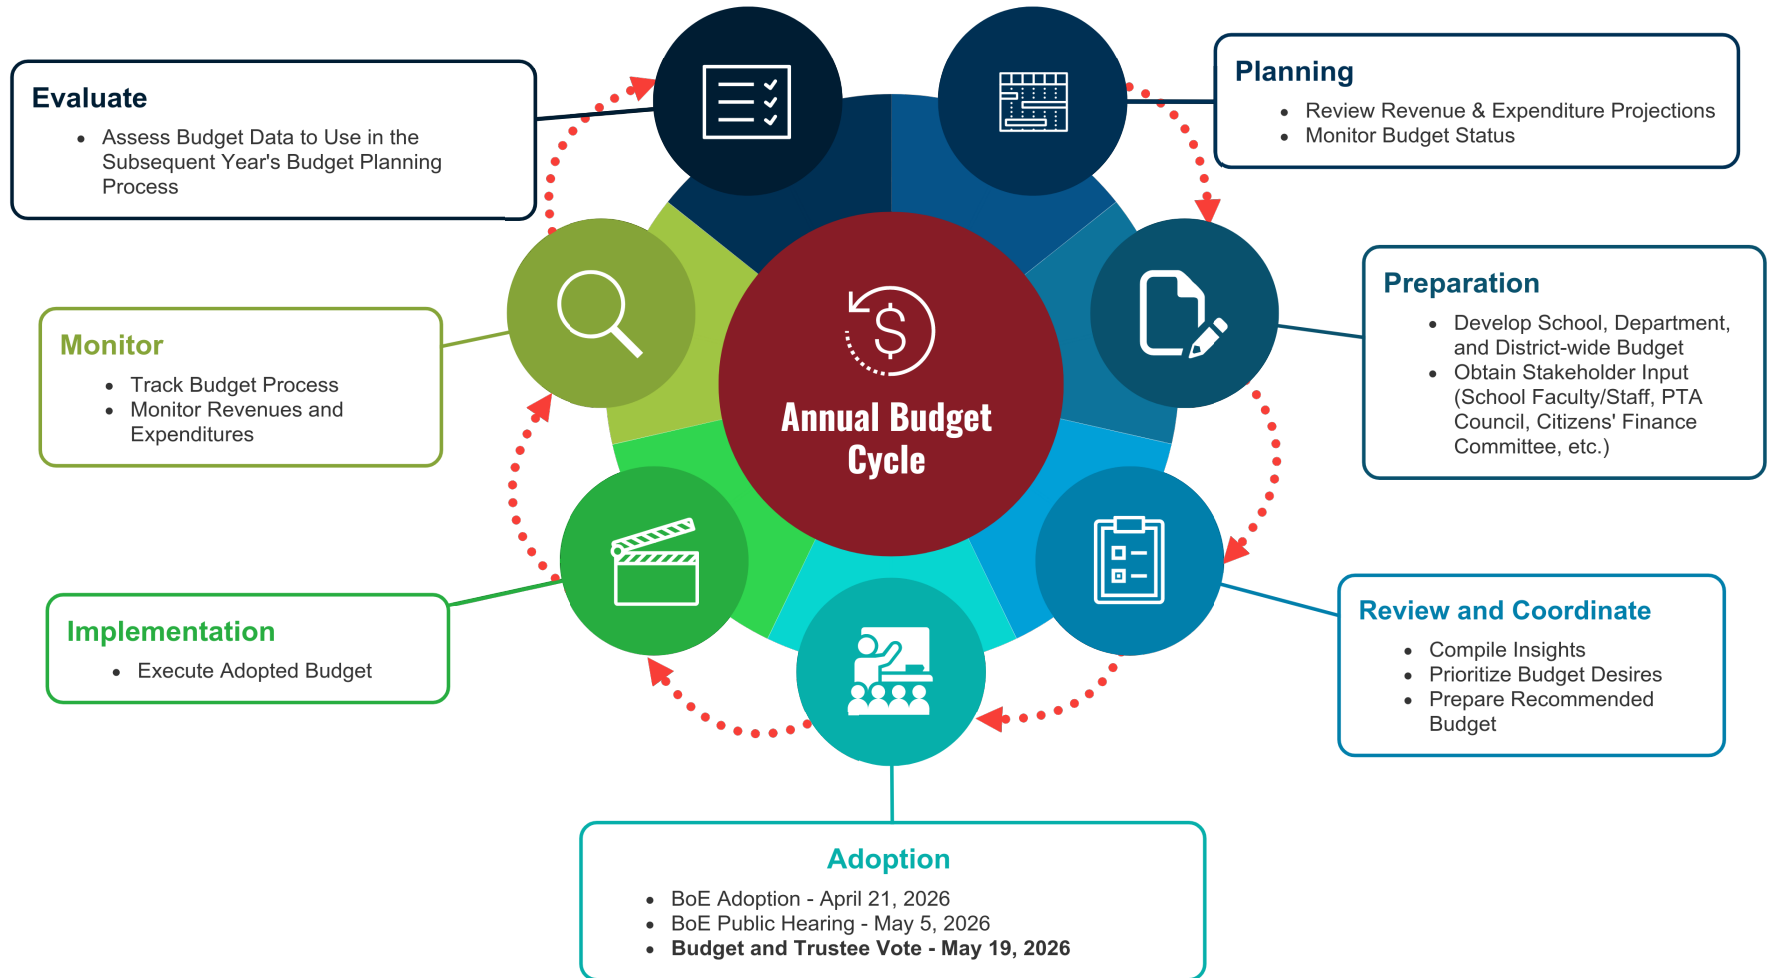 Planning
• Review Revenue & Expenditure Projections
• Monitor Budget Status
Preparation
• Develop School, Department,
and District-wide Budget
• Obtain Stakeholder Input
(School Faculty/Staff, PTA
Council, Citizens' Finance
Committee, etc.)
Review and Coordinate
• Compile Insights
• Prioritize Budget Desires
• Prepare Recommended
Budget
Adoption
• BoE Adoption - April 21, 2026
• BoE Public Hearing - May 5, 2026
• Budget and Trustee Vote - May 19, 2026
Implementation
• Execute Adopted Budget
Monitor
• Track Budget Process
• Monitor Revenues and
Expenditures
Evaluate
• Assess Budget Data to Use in the
Subsequent Year's Budget Planning
Process
$
Annual Budget
Cycle